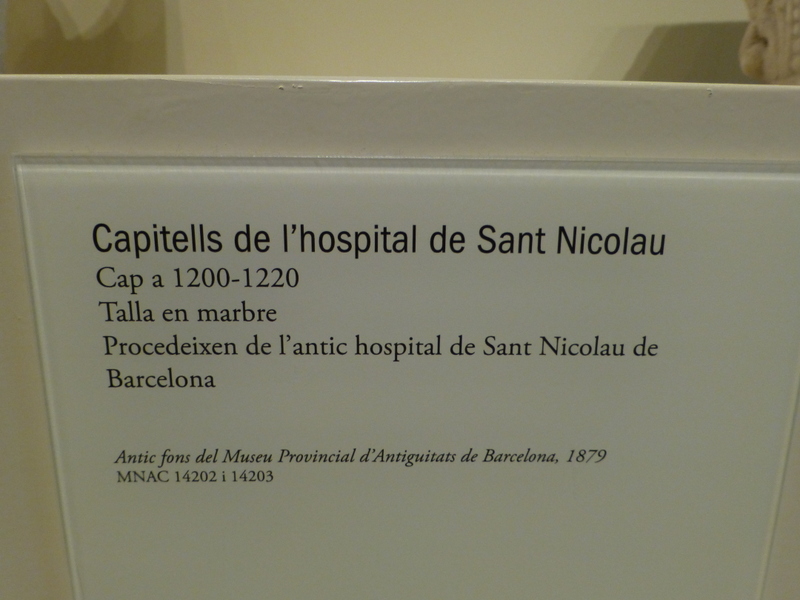 Capitells de l'hospital de Sant Nicolau
Cap a 1200-1220
Talla en marbre
Procedeixen de l'antic hospital de Sant Nicolau de
Barcelona
Antic fons del Museu Provincial d'Antiguitats de Barcelona, 1879
MNAC 14202 i 14203